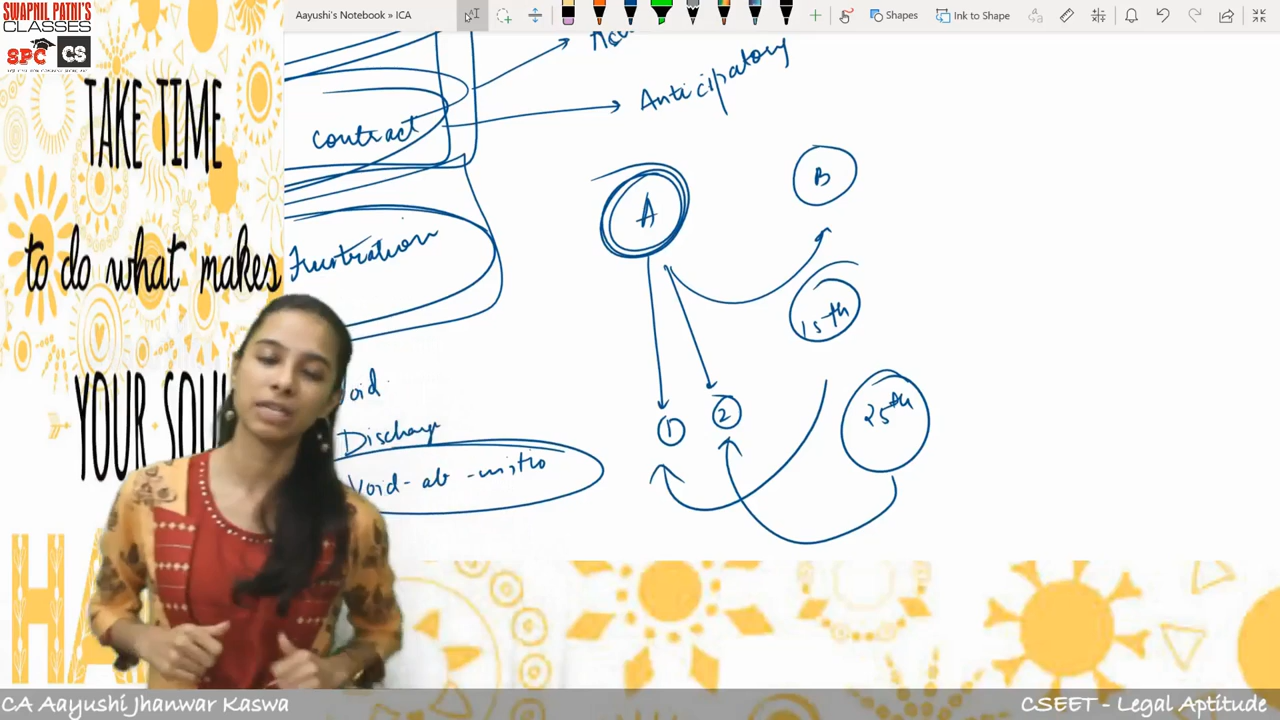 SWAPNIL PATNI'S
CLASSES
SPC CS
Aayushi's Notebook » ICA
Shapes
Ink to Shape
TAKE TIME
to do what makes
YOUR SOUL
HA
Anticipatory
contract
A
B
Frustration
15th
Void
Discharge
Void-ab-initio
1
2
25th
CA Aayushi Jhanwar Kaswa
CSEET - Legal Aptitude